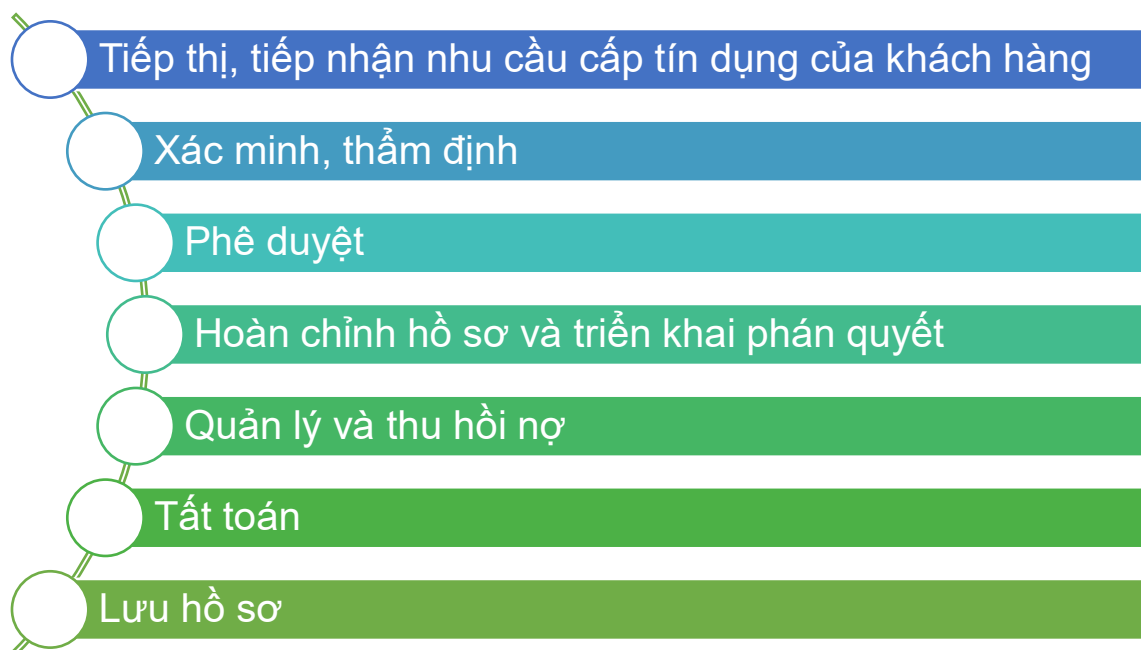 Tiếp thị, tiếp nhận nhu cầu cấp tín dụng của khách hàng
Xác minh, thẩm định
Phê duyệt
Hoàn chỉnh hồ sơ và triển khai phán quyết
Quản lý và thu hồi nợ
Tất toán
Lưu hồ sơ